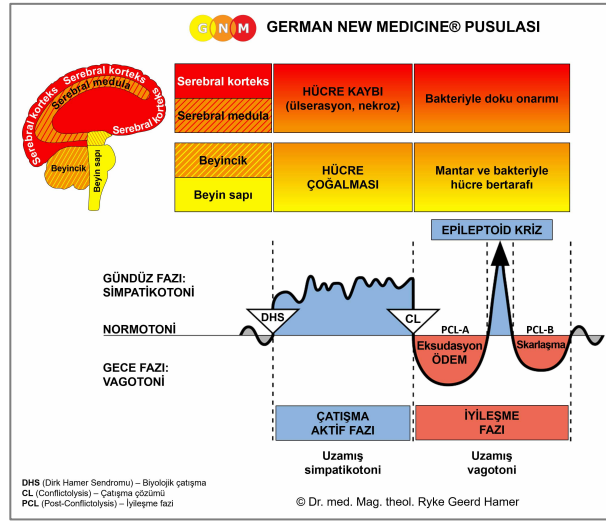 GNM GERMAN NEW MEDICINE® PUSULASI
Serebral korteks
Serebral korteks
Serebral medula
Serebral korteks
Beyincik
Beyin sapı
Serebral korteks
Serebral medula
HÜCRE KAYBI
(ülserasyon, nekroz)
Bakteriyle doku onarımı
Beyincik
Beyin sapı
HÜCRE
ÇOĞALMASI
Mantar ve bakteriyle
hücre bertarafı
EPİLEPTOİD KRİZ
GÜNDÜZ FAZI:
SİMPATİKOTONİ
DHS
CL
NORMOTONİ
PCL-A
PCL-B
Eksudasyon
ÖDEM
Skarlaşma
GECE FAZI:
VAGOTONİ
ÇATIŞMA
AKTİF FAZI
İYİLEŞME
FAZI
Uzamış
simpatikotoni
Uzamış
vagotoni
DHS (Dirk Hamer Sendromu) – Biyolojik çatışma
CL (Conflictolysis) – Çatışma çözümü
PCL (Post-Conflictolysis) – İyileşme fazi
© Dr. med. Mag. theol. Ryke Geerd Hamer